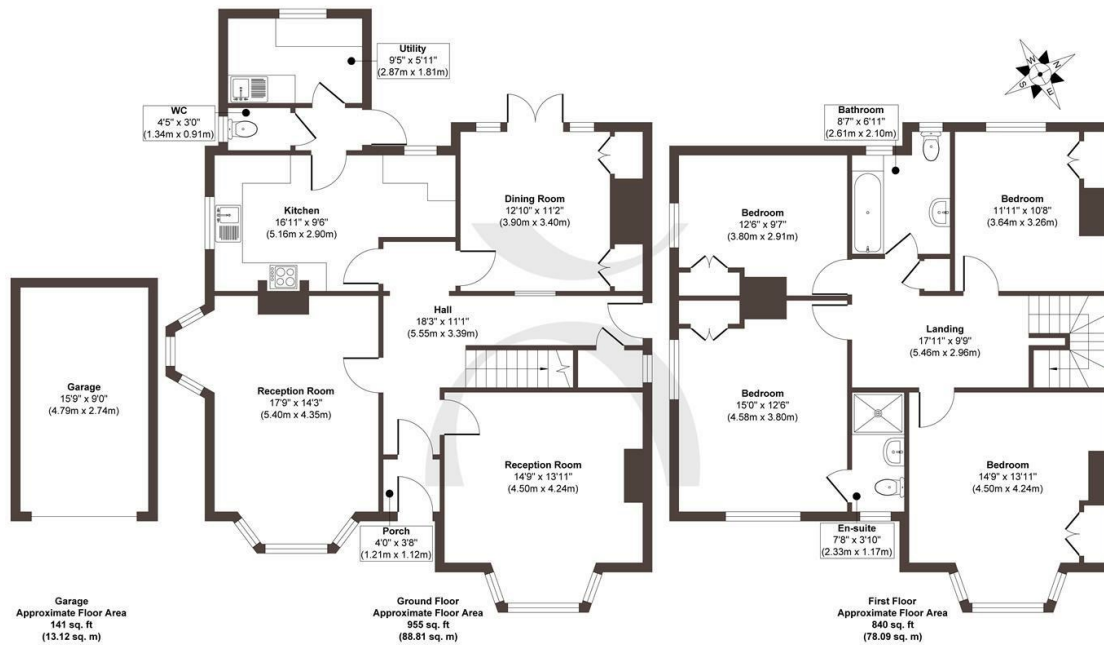 Utility
9'5" x 5'11"
(2.87m x 1.81m)
WC
4'5" x 3'0"
(1.34m x 0.91m)
Kitchen
16'11" x 9'6"
(5.16m x 2.90m)
Dining Room
12'10" x 11'2"
(3.90m x 3.40m)
Hall
18'3" x 11'1"
(5.55m x 3.39m)
Garage
15'9" x 9'0"
(4.79m x 2.74m)
Reception Room
17'9" x 14'3"
(5.40m x 4.35m)
Reception Room
14'9" x 13'11"
(4.50m x 4.24m)
Porch
4'0" x 3'8"
(1.21m x 1.12m)
W
N
S
E
Bathroom
8'7" x 6'11"
(2.61m x 2.10m)
Bedroom
12'6" x 9'7"
(3.80m x 2.91m)
Bedroom
11'11" x 10'8"
(3.64m x 3.26m)
Landing
17'11" x 9'9"
(5.46m x 2.96m)
Bedroom
15'0" x 12'6"
(4.58m x 3.80m)
Bedroom
14'9" x 13'11"
(4.50m x 4.24m)
En-suite
7'8" x 3'10"
(2.33m x 1.17m)
Garage
Approximate Floor Area
141 sq. ft
(13.12 sq. m)
Ground Floor
Approximate Floor Area
955 sq. ft
(88.81 sq. m)
First Floor
Approximate Floor Area
840 sq. ft
(78.09 sq. m)